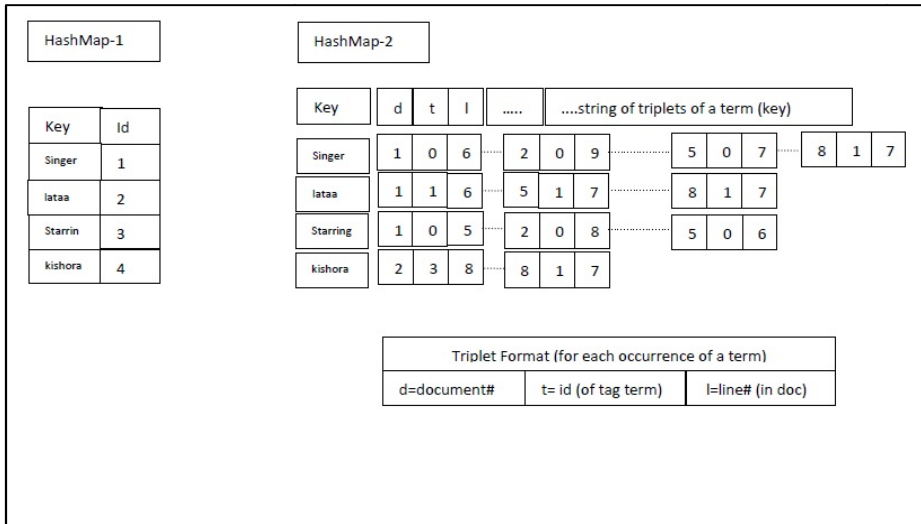 HashMap-1
HashMap-2
Key d t l ..... ....string of triplets of a term (key)
Key Id
Singer 1
lataa 2
Starrin 3
kishora 4
Singer 1 0 6 2 0 9 5 0 7 8 1 7
lataa 1 1 6 5 1 7 8 1 7
Starring 1 0 5 2 0 8 5 0 6
kishora 2 3 8 8 1 7
Triplet Format (for each occurrence of a term)
d=document# t= id (of tag term) l=line# (in doc)